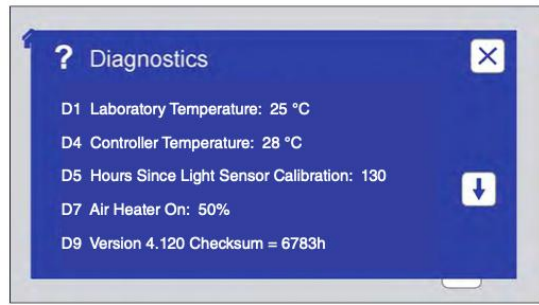 ? Diagnostics
D1 Laboratory Temperature: 25 °C
D4 Controller Temperature: 28 °C
D5 Hours Since Light Sensor Calibration: 130
D7 Air Heater On: 50%
D9 Version 4.120 Checksum = 6783h